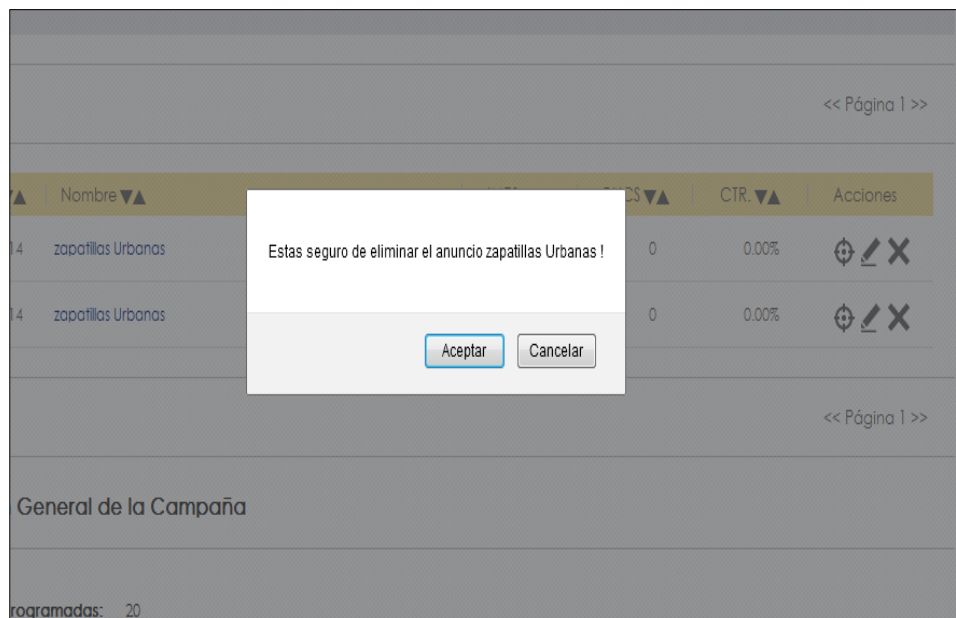 << Página 1 >>
Nombre ▼▲ CTR. ▼▲ Acciones
14 zapatillas Urbanas 0 0.00%
Estas seguro de eliminar el anuncio zapatillas Urbanas !
14 zapatillas Urbanas 0 0.00%
Aceptar Cancelar
<< Página 1 >>
General de la Campaña
rogramadas: 20